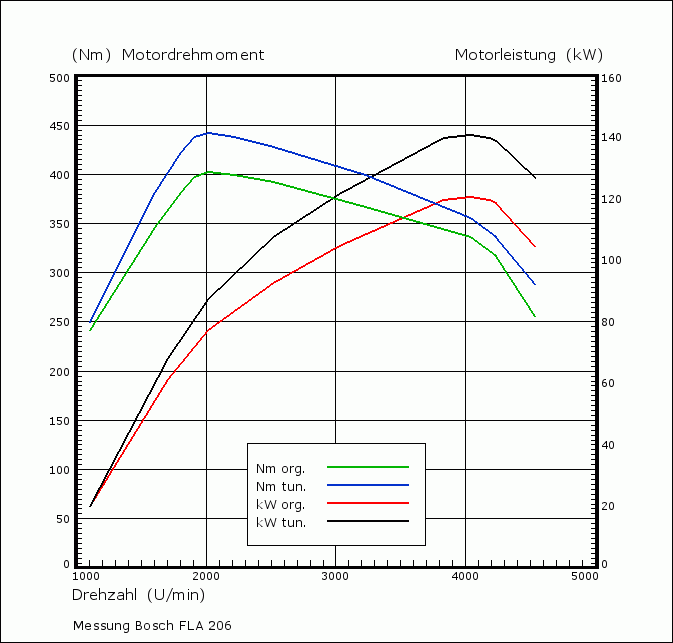 (Nm) Motordrehmoment Motorleistung (kW)
500 160
450 140
400 120
350 100
300 80
250 60
200 40
150 20
100 0
50
0
Nm org.
Nm tun.
kW org.
kW tun.
1000 2000 3000 4000 5000
Drehzahl (U/min)
Messung Bosch FLA 206